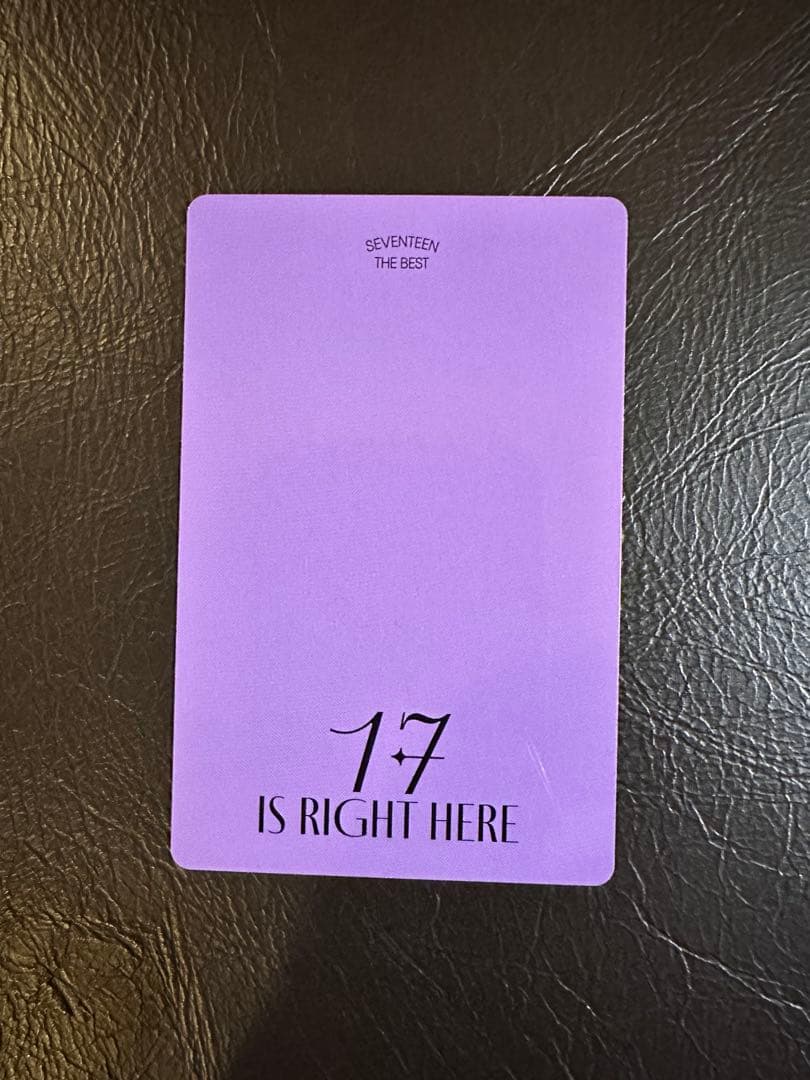 SEVENTEEN
THE BEST
17
IS RIGHT HERE